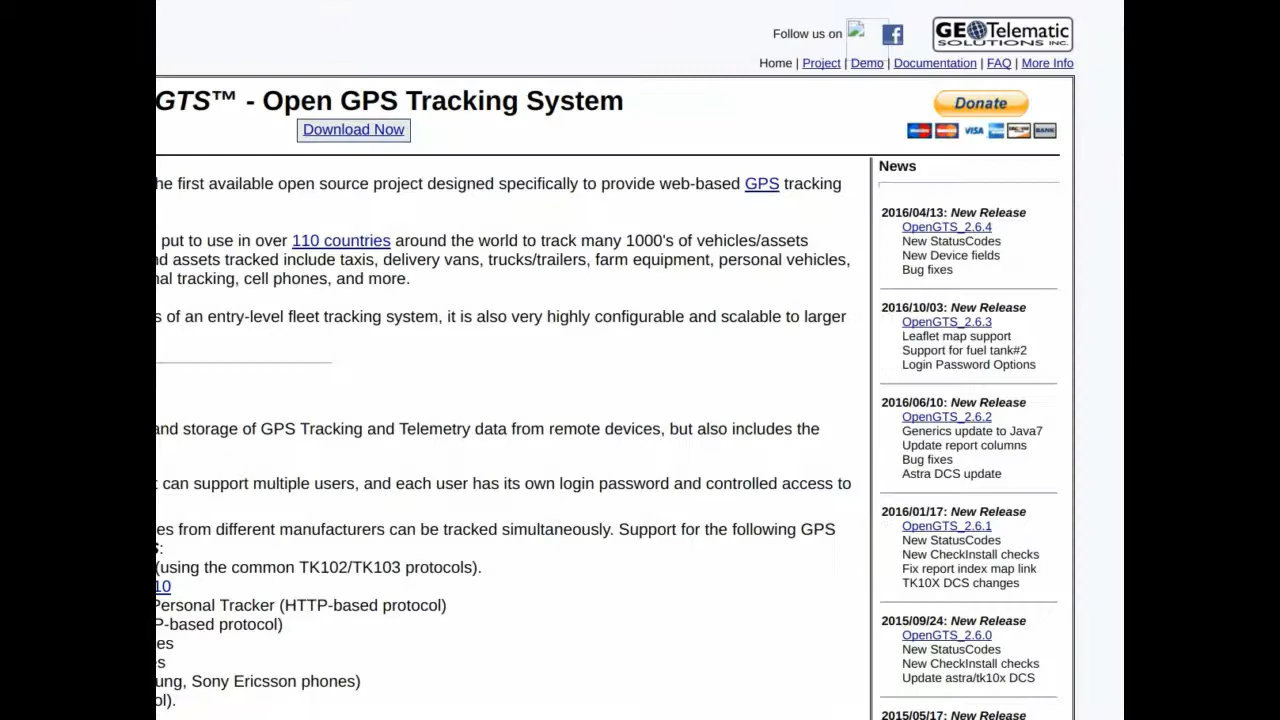 Follow us on
GEOTelematic
SOLUTIONS INC.
Home | Project | Demo | Documentation | FAQ | More Info
GTS™ - Open GPS Tracking System
Download Now
Donate
VISA
BANK
he first available open source project designed specifically to provide web-based GPS tracking
put to use in over 110 countries around the world to track many 1000's of vehicles/assets
nd assets tracked include taxis, delivery vans, trucks/trailers, farm equipment, personal vehicles,
nal tracking, cell phones, and more.
s of an entry-level fleet tracking system, it is also very highly configurable and scalable to larger
and storage of GPS Tracking and Telemetry data from remote devices, but also includes the
t can support multiple users, and each user has its own login password and controlled access to
es from different manufacturers can be tracked simultaneously. Support for the following GPS
S:
(using the common TK102/TK103 protocols).
10
Personal Tracker (HTTP-based protocol)
P-based protocol)
es
s
ung, Sony Ericsson phones)
ol).
News
2016/04/13: New Release
OpenGTS_2.6.4
New StatusCodes
New Device fields
Bug fixes
2016/10/03: New Release
OpenGTS_2.6.3
Leaflet map support
Support for fuel tank#2
Login Password Options
2016/06/10: New Release
OpenGTS_2.6.2
Generics update to Java7
Update report columns
Bug fixes
Astra DCS update
2016/01/17: New Release
OpenGTS_2.6.1
New StatusCodes
New CheckInstall checks
Fix report index map link
TK10X DCS changes
2015/09/24: New Release
OpenGTS_2.6.0
New StatusCodes
New CheckInstall checks
Update astra/tk10x DCS
2015/05/17: New Release